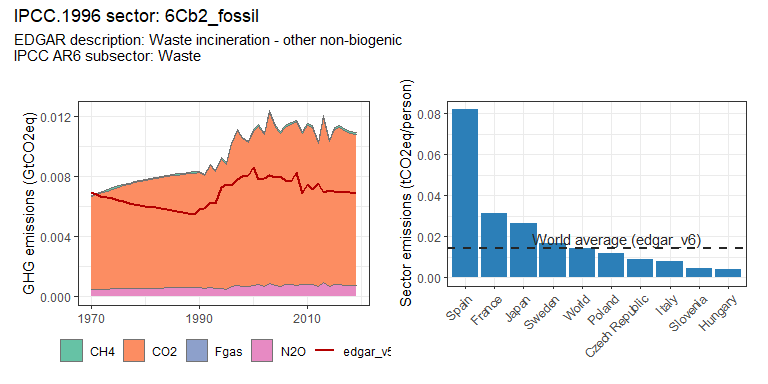 IPCC.1996 sector: 6Cb2_fossil
EDGAR description: Waste incineration - other non-biogenic
IPCC AR6 subsector: Waste
GHG emissions (GtCO2eq)
0.012
0.008
0.004
0.000
1970
1990
2010
CH4
CO2
Fgas
N2O
edgar_v6
Sector emissions (tCO2eq/person)
0.08
0.06
0.04
0.02
0.00
World average (edgar_v6)
Spain
France
Japan
Sweden
World
Poland
Czech Republic
Italy
Slovenia
Hungary